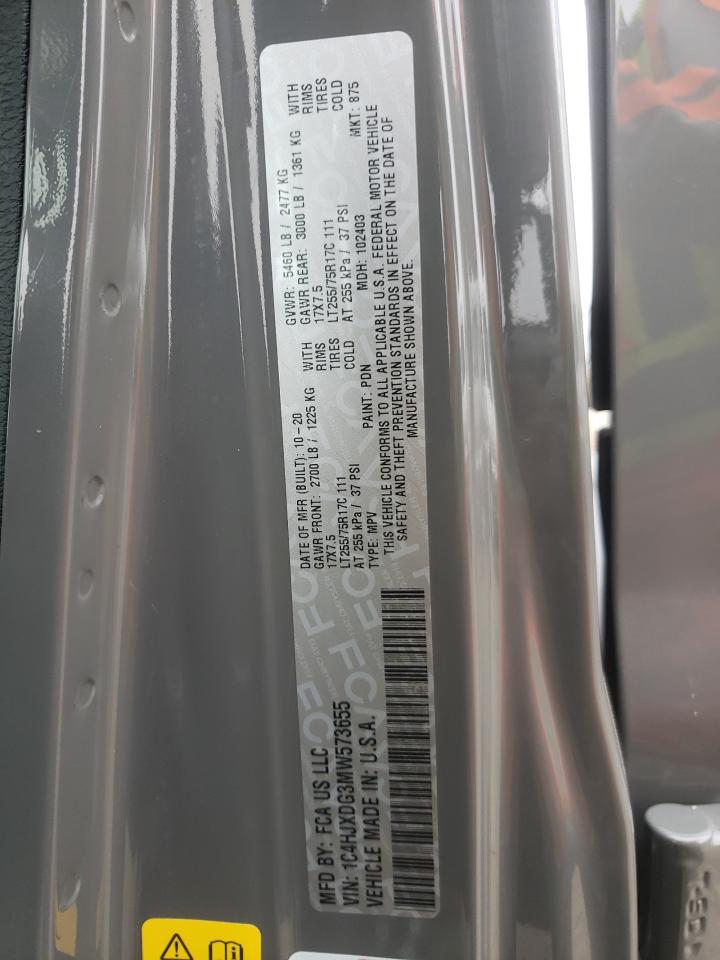 MFD BY: FCA US LLC
DATE OF MFR (BUILT): 10-20
GVWR: 5460 LB / 2477 KG
GAWR FRONT: 2700 LB / 1225 KG WITH
GAWR REAR: 3000 LB / 1361 KG WITH
17X7.5 RIMS
17X7.5 RIMS
LT255/75R17C 111 TIRES
LT255/75R17C 111 TIRES
AT 255 kPa / 37 PSI COLD
AT 255 kPa / 37 PSI COLD
VIN: 1C4HJXDG3MW573655
TYPE: MPV PAINT: PDN MDH: 102403 MKT: 875
VEHICLE MADE IN: U.S.A.
THIS VEHICLE CONFORMS TO ALL APPLICABLE U.S.A. FEDERAL MOTOR VEHICLE
SAFETY AND THEFT PREVENTION STANDARDS IN EFFECT ON THE DATE OF
MANUFACTURE SHOWN ABOVE.